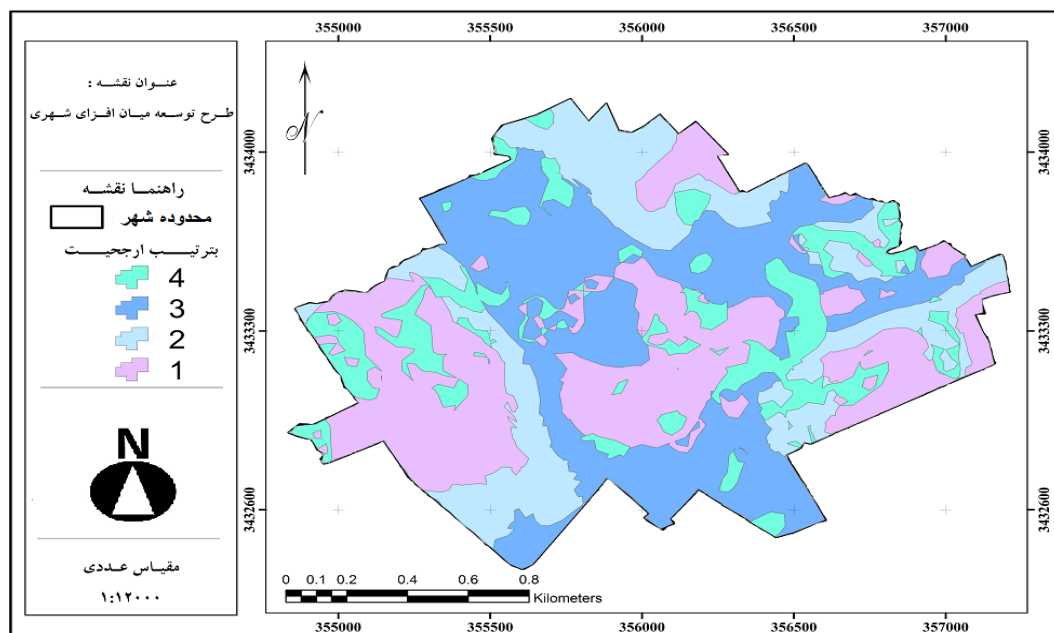 عنوان نقشه :
طرح توسعه میان افزای شهری
راهنما نقشه
محدوده شهر
بترتیب ارجحیت
4
3
2
1
N
مقیاس عددی
۱:۱۲۰۰۰
355000 355500 356000 356500 357000
3434000 3434000
3433300 3433300
3432600 3432600
N
0 0.1 0.2 0.4 0.6 0.8
Kilometers
355000 355500 356000 356500 357000